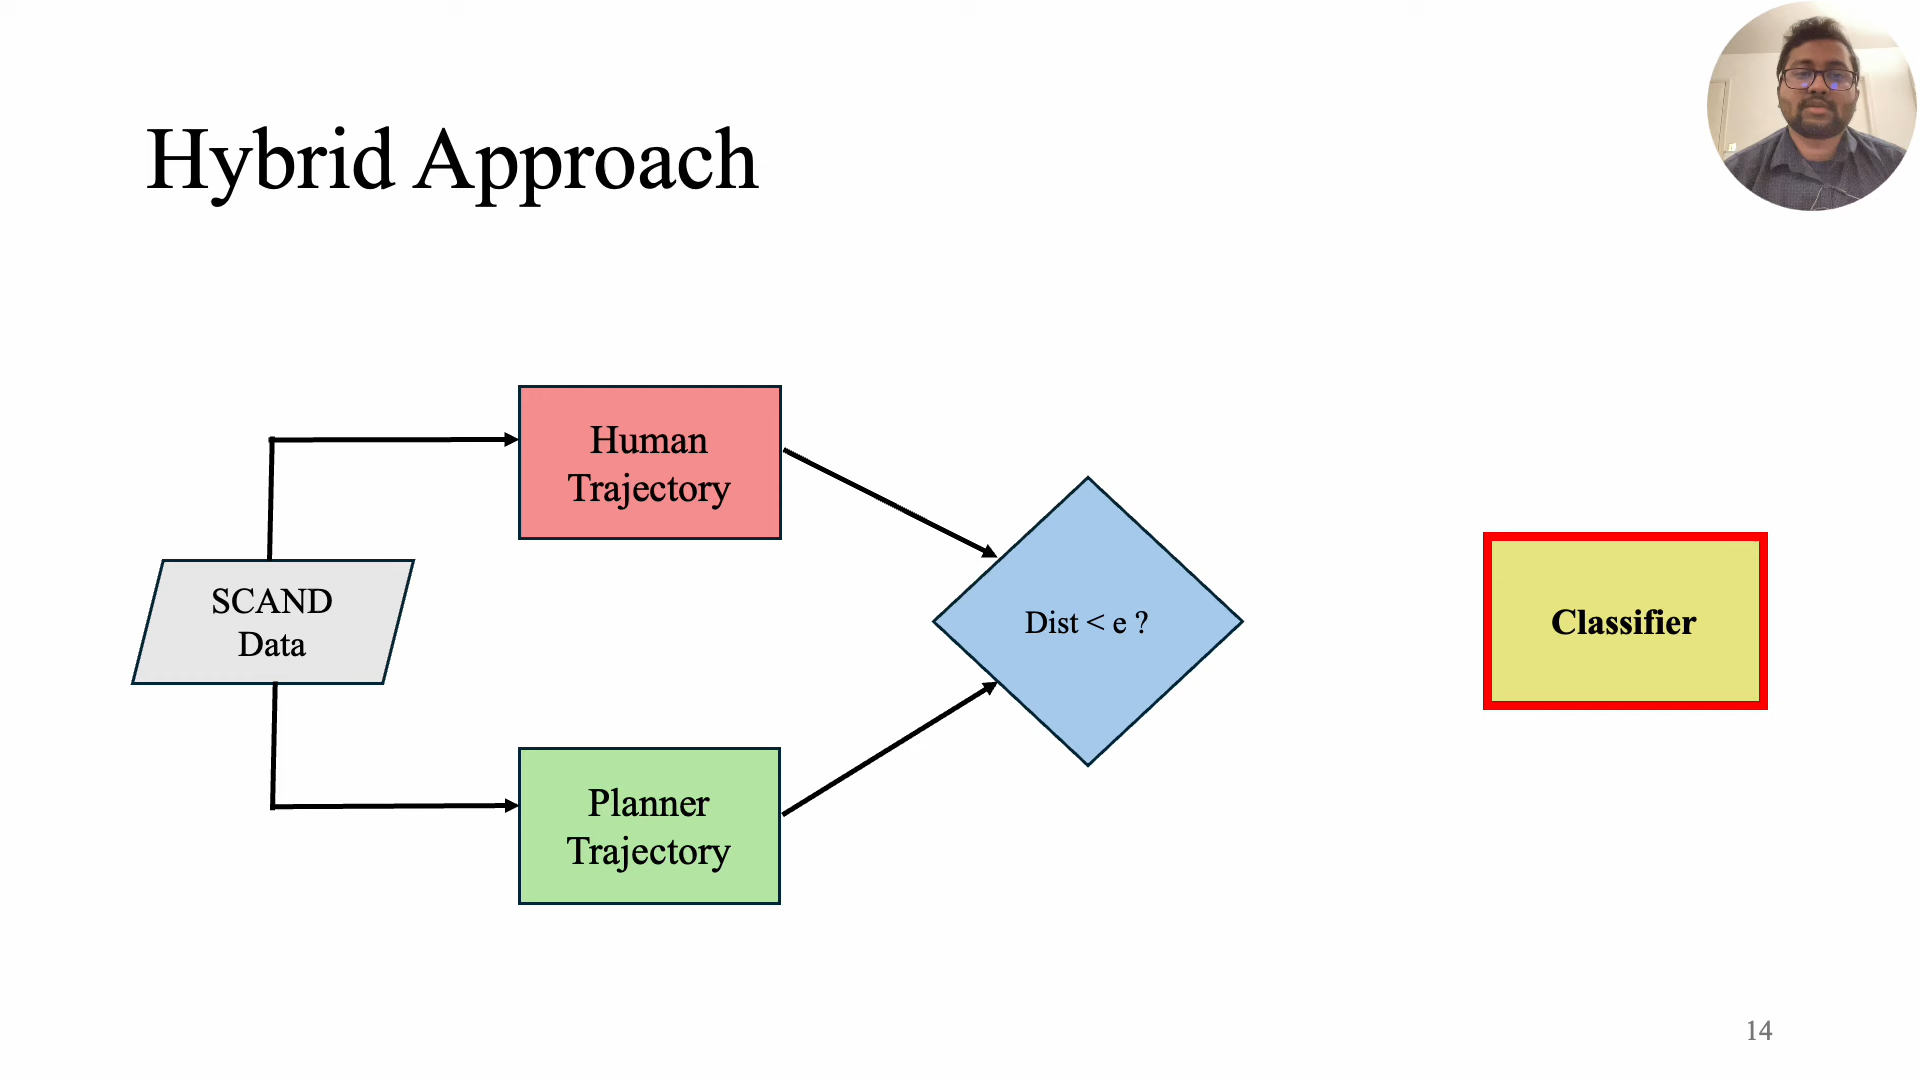 Hybrid Approach
Human
Trajectory
SCAND
Data
Dist < e ?
Classifier
Planner
Trajectory
14